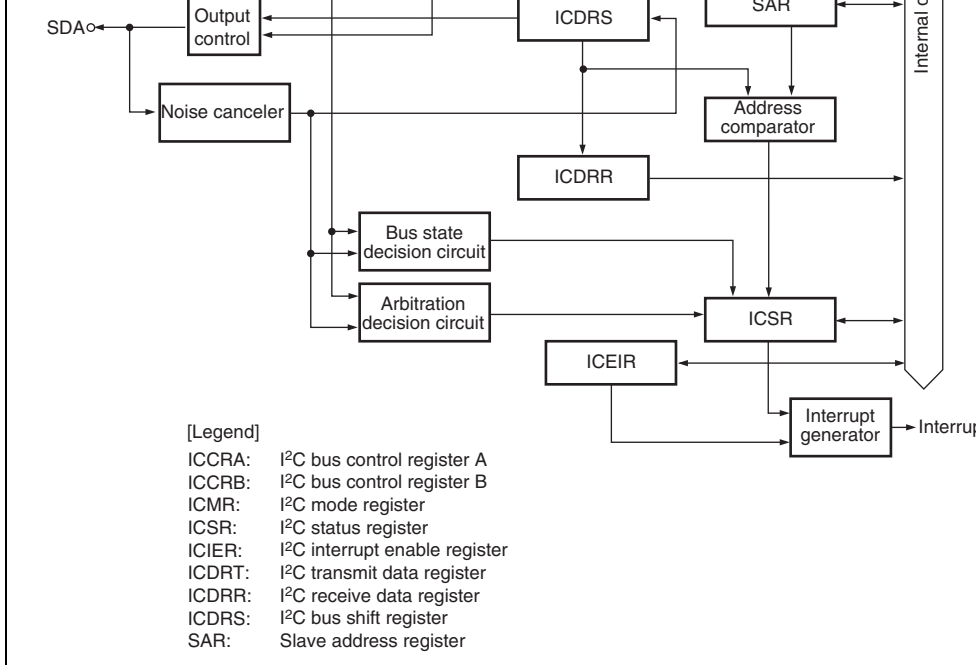 SDA
Output
control
ICDRS
SAR
Noise canceler
Address
comparator
ICDRR
Bus state
decision circuit
Arbitration
decision circuit
ICSR
ICEIR
Interrupt
generator
[Legend]
ICCRA: I²C bus control register A
ICCRB: I²C bus control register B
ICMR: I²C mode register
ICSR: I²C status register
ICIER: I²C interrupt enable register
ICDRT: I²C transmit data register
ICDRR: I²C receive data register
ICDRS: I²C bus shift register
SAR: Slave address register
Internal